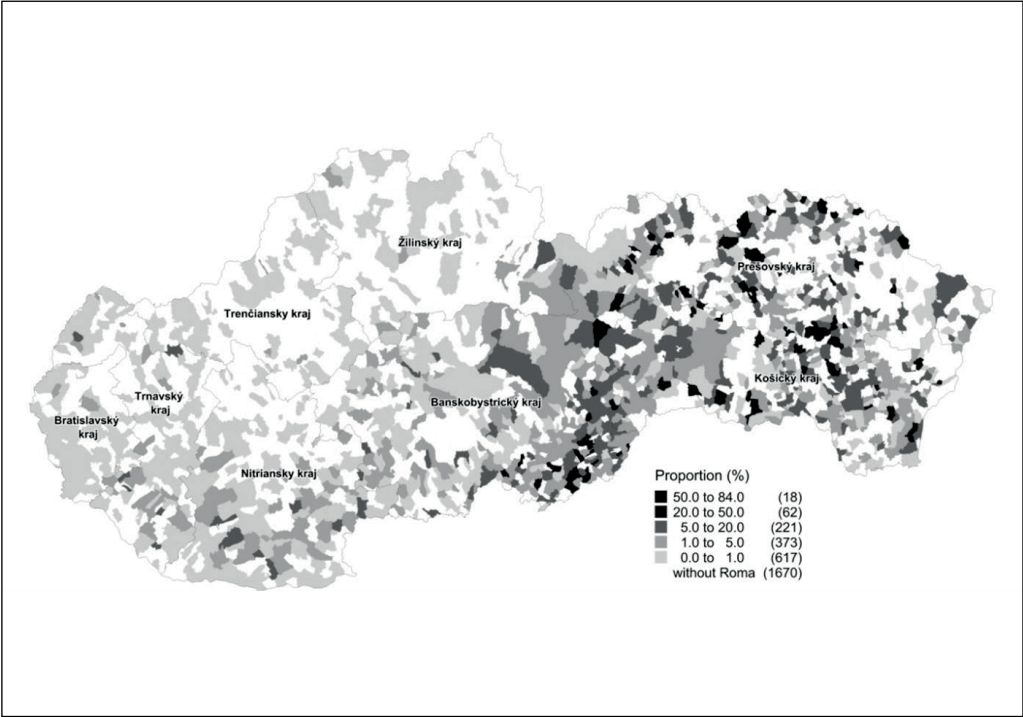 Žilinský kraj
Prešovský kraj
Trenčiansky kraj
Košický kraj
Trnavský
kraj
Banskobystrický kraj
Bratislavský
kraj
Nitriansky kraj
Proportion (%)
50.0 to 84.0 (18)
20.0 to 50.0 (62)
5.0 to 20.0 (221)
1.0 to 5.0 (373)
0.0 to 1.0 (617)
without Roma (1670)